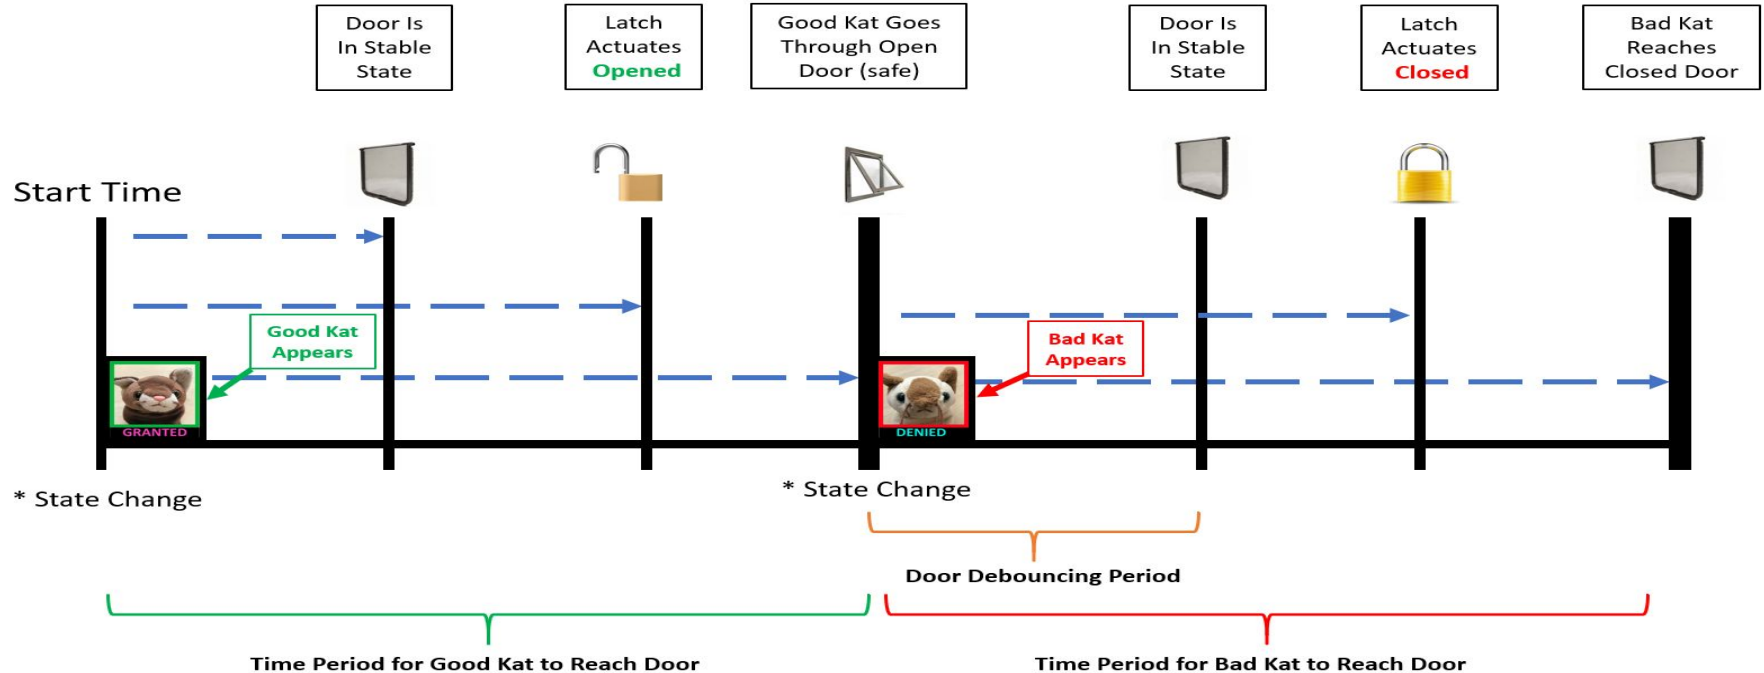 Door Is
In Stable
State
Latch
Actuates
Opened
Good Kat Goes
Through Open
Door (safe)
Door Is
In Stable
State
Latch
Actuates
Closed
Bad Kat
Reaches
Closed Door
Start Time
Good Kat
Appears
Bad Kat
Appears
GRANTED
DENIED
* State Change
* State Change
Door Debouncing Period
Time Period for Good Kat to Reach Door
Time Period for Bad Kat to Reach Door